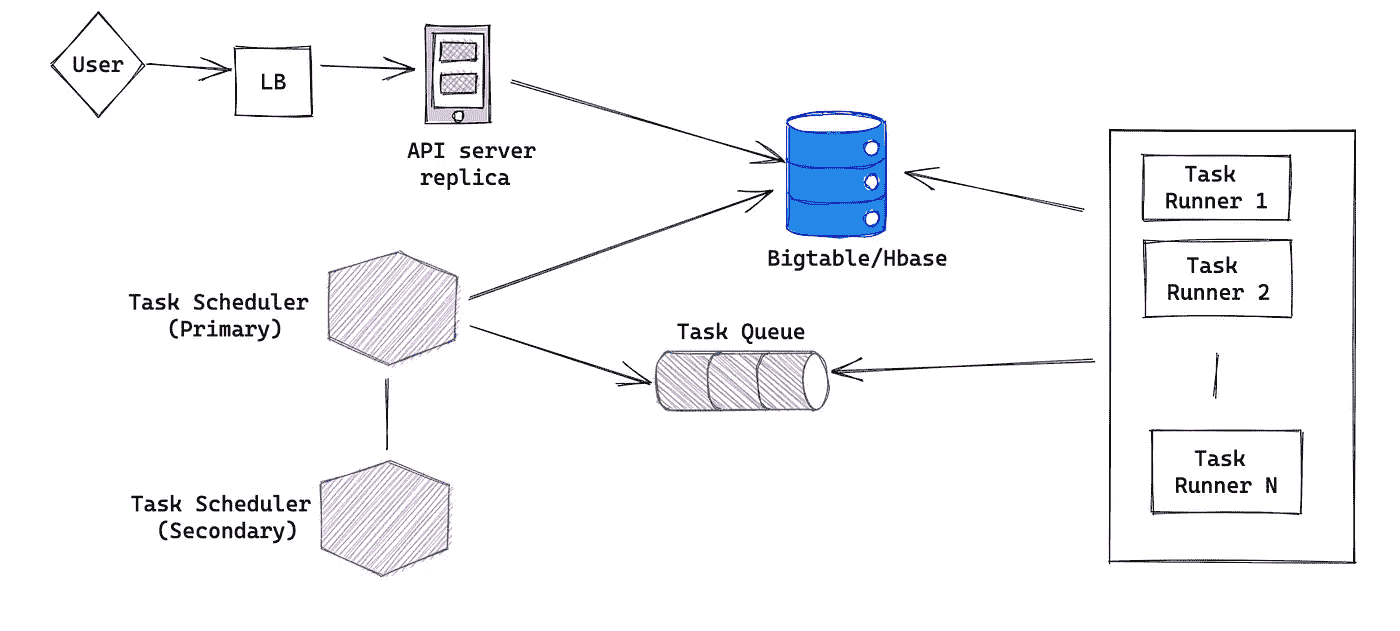 User
LB
API server
replica
Bigtable/Hbase
Task Scheduler
(Primary)
Task Queue
Task Scheduler
(Secondary)
Task
Runner 1
Task
Runner 2
Task
Runner N